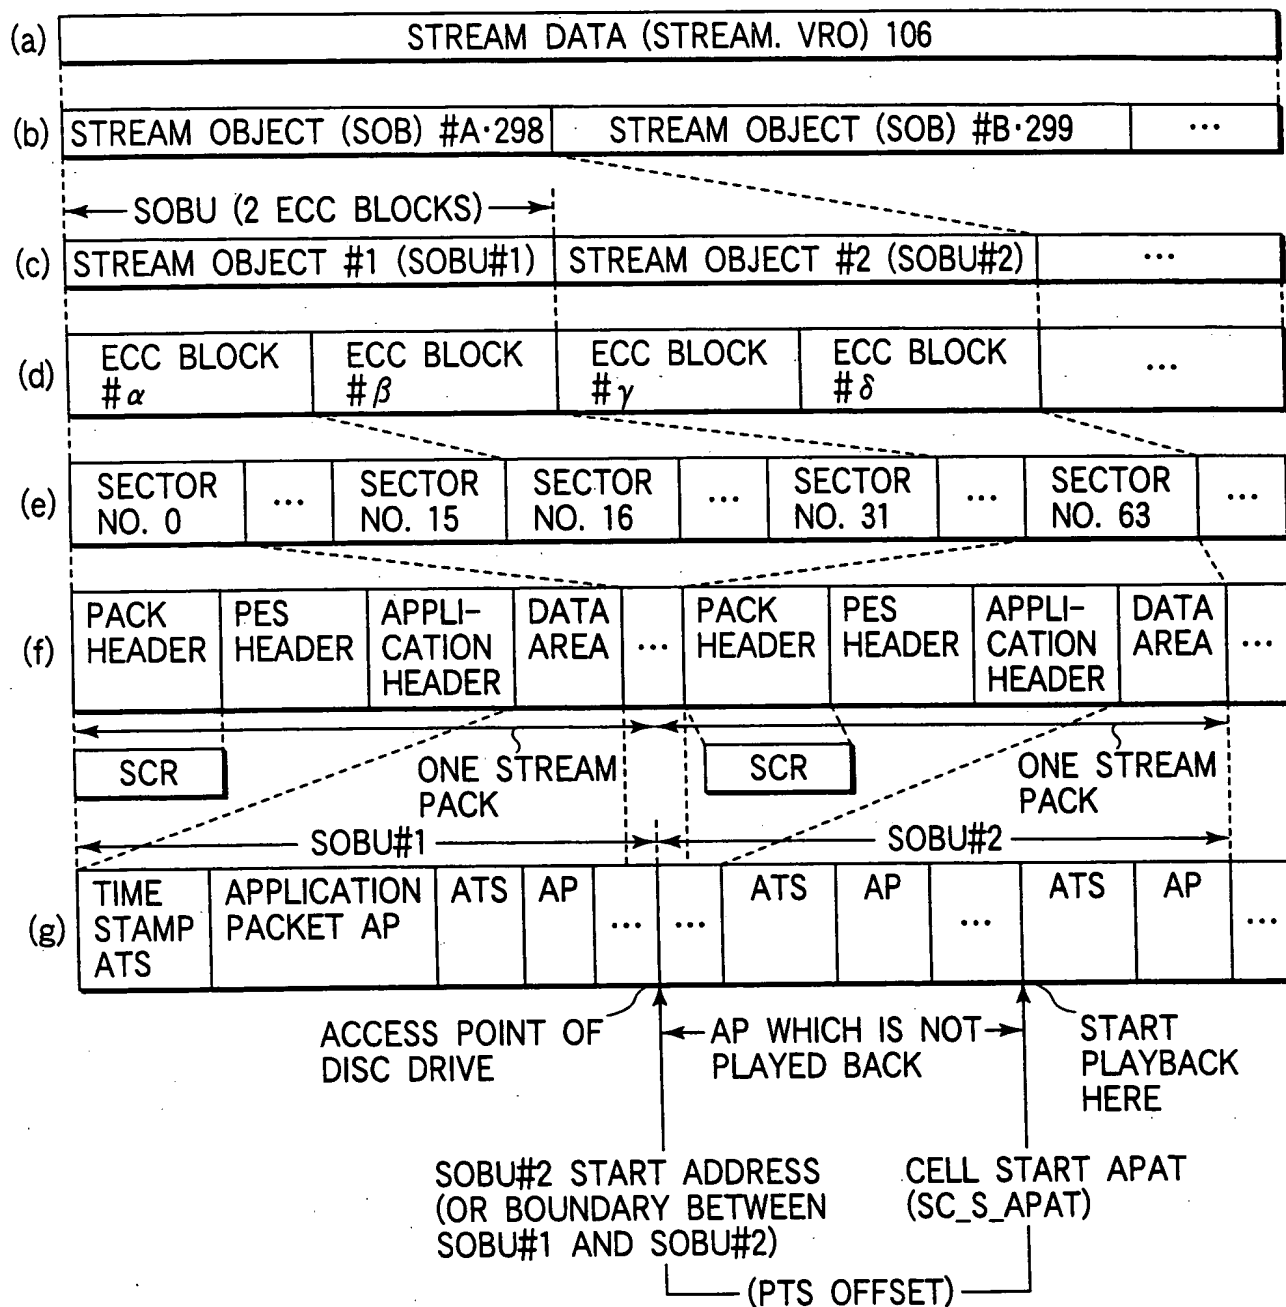 (a) STREAM DATA (STREAM. VRO) 106
(b) STREAM OBJECT (SOB) #A·298 STREAM OBJECT (SOB) #B·299 ...
SOBU (2 ECC BLOCKS)
(c) STREAM OBJECT #1 (SOBU#1) STREAM OBJECT #2 (SOBU#2) ...
(d) ECC BLOCK #α ECC BLOCK #β ECC BLOCK #γ ECC BLOCK #δ ...
(e) SECTOR NO. 0 ... SECTOR NO. 15 SECTOR NO. 16 ... SECTOR NO. 31 ... SECTOR NO. 63 ...
(f) PACK HEADER PES HEADER APPLI-CATION HEADER DATA AREA ... PACK HEADER PES HEADER APPLI-CATION HEADER DATA AREA ...
SCR ONE STREAM PACK SCR ONE STREAM PACK
SOBU#1 SOBU#2
(g) TIME STAMP ATS APPLICATION PACKET AP ATS AP ... ... ATS AP ... ATS AP ...
ACCESS POINT OF
DISC DRIVE
AP WHICH IS NOT
PLAYED BACK
START
PLAYBACK
HERE
SOBU#2 START ADDRESS
(OR BOUNDARY BETWEEN
SOBU#1 AND SOBU#2)
CELL START APAT
(SC_S_APAT)
(PTS OFFSET)